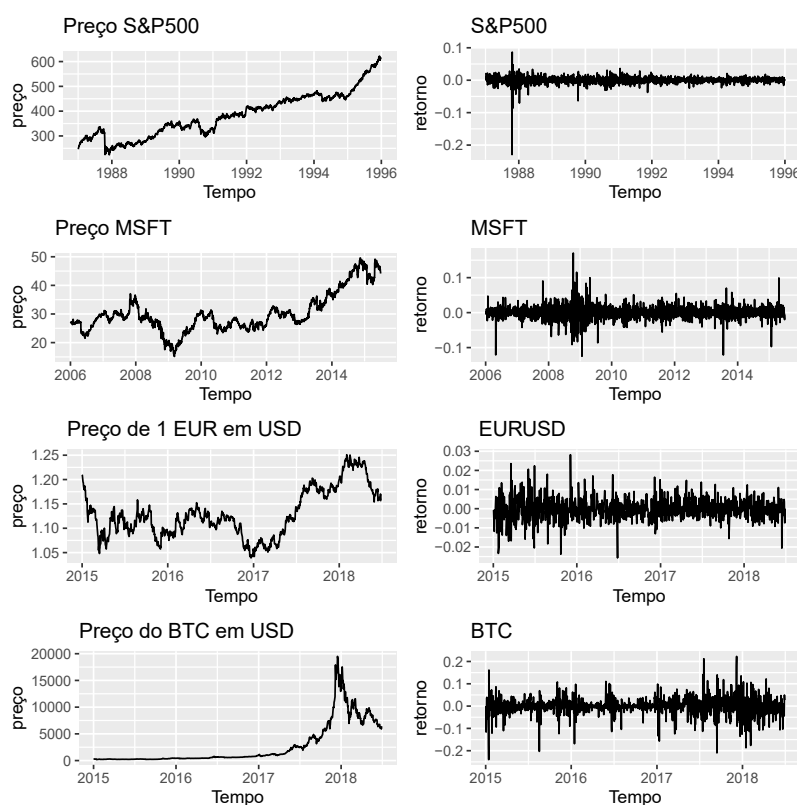 Preço S&P500
preço
600
500
400
300
1988 1990 1992 1994 1996
Tempo
S&P500
retorno
0.1
0.0
−0.1
−0.2
1988 1990 1992 1994 1996
Tempo
Preço MSFT
preço
50
40
30
20
2006 2008 2010 2012 2014
Tempo
MSFT
retorno
0.1
0.0
−0.1
2006 2008 2010 2012 2014
Tempo
Preço de 1 EUR em USD
preço
1.25
1.20
1.15
1.10
1.05
2015 2016 2017 2018
Tempo
EURUSD
retorno
0.03
0.02
0.01
0.00
−0.01
−0.02
2015 2016 2017 2018
Tempo
Preço do BTC em USD
preço
20000
15000
10000
5000
0
2015 2016 2017 2018
Tempo
BTC
retorno
0.2
0.1
0.0
−0.1
−0.2
2015 2016 2017 2018
Tempo